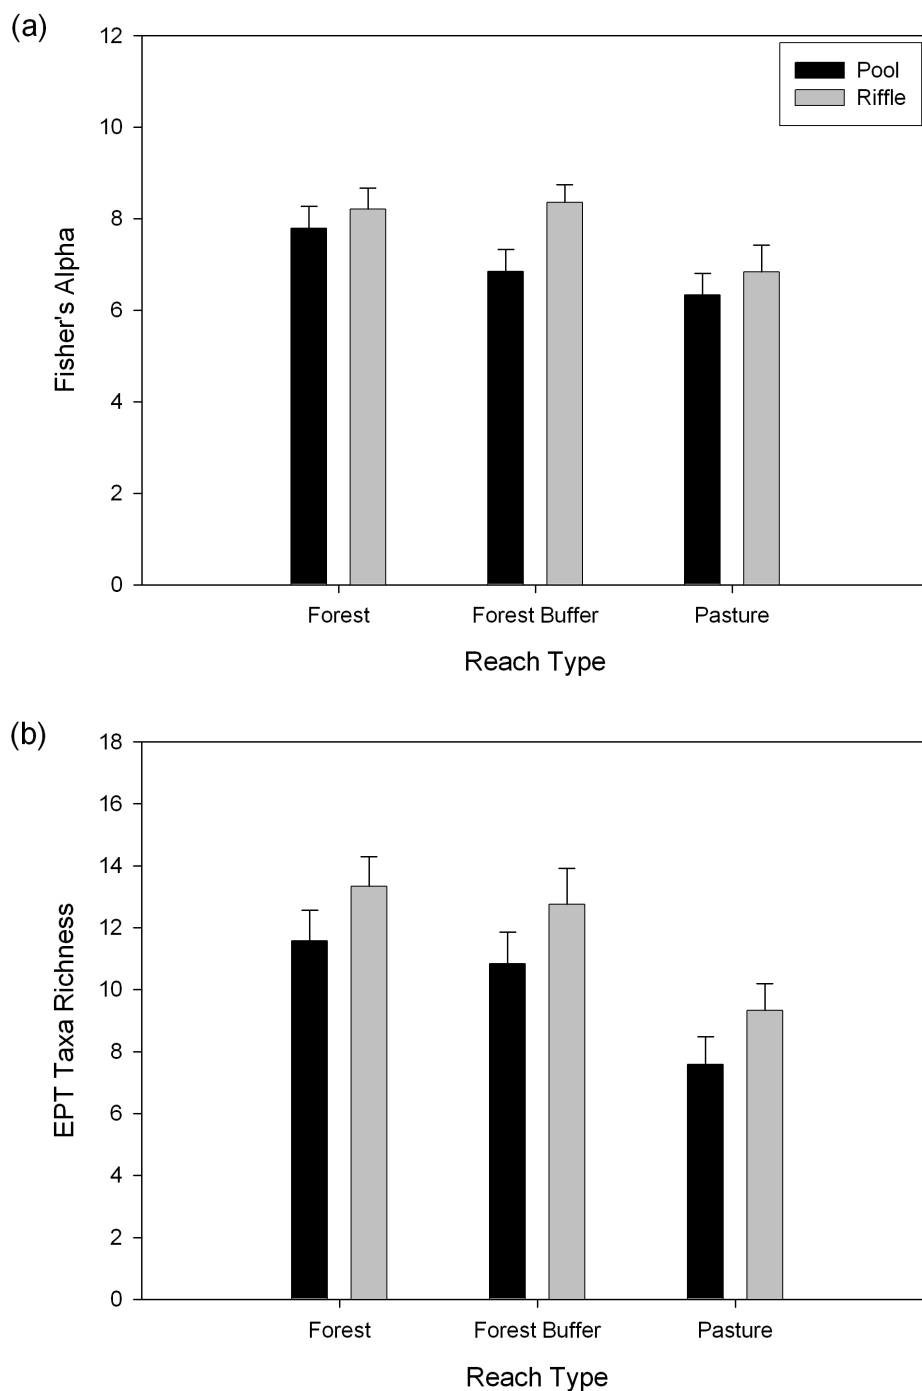 (a)
12
10
8
6
4
2
0
Fisher's Alpha
Pool
Riffle
Forest Forest Buffer Pasture
Reach Type
(b)
18
16
14
12
10
8
6
4
2
0
EPT Taxa Richness
Forest Forest Buffer Pasture
Reach Type